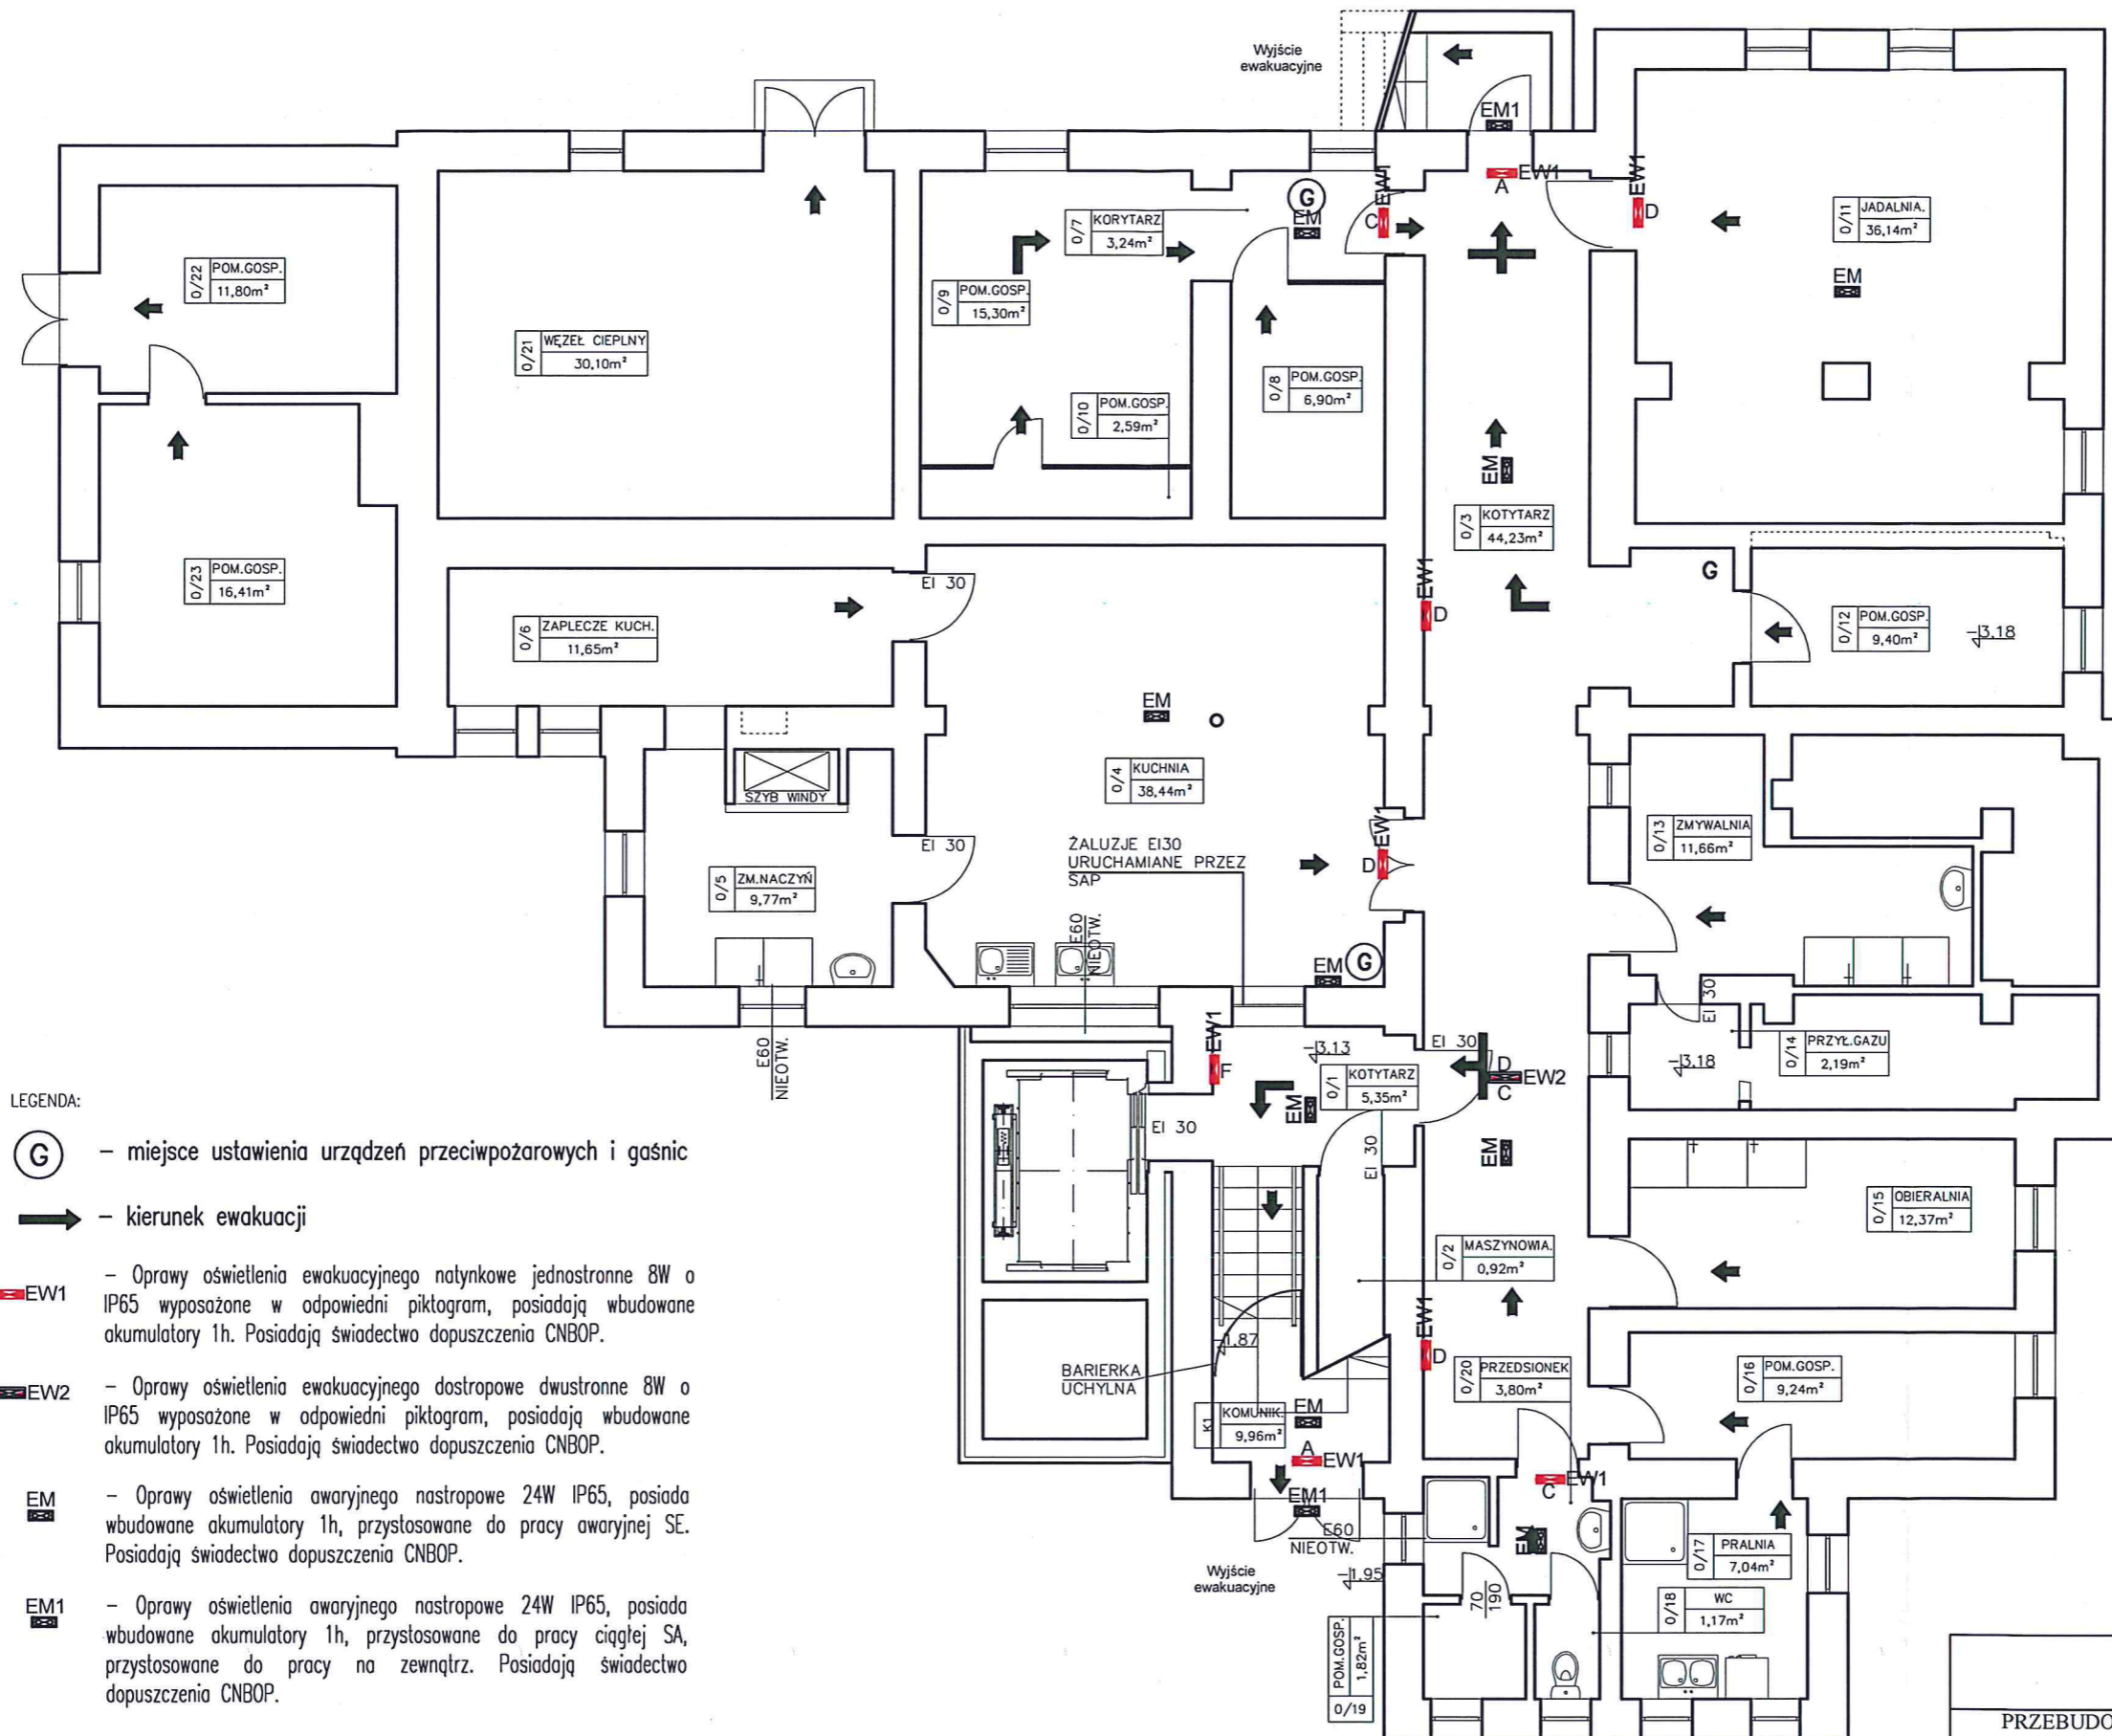 Wyjście
ewakuacyjne
EM1
EW1
A
EW1
C
EW1
D
G
EM
0/7 KORYTARZ
3,24m²
0/11 JADALNIA.
36,14m²
EM
0/22 POM.GOSP.
11,80m²
0/9 POM.GOSP.
15,30m²
0/21 WĘZEŁ CIEPLNY
30,10m²
0/8 POM.GOSP.
6,90m²
0/10 POM.GOSP.
2,59m²
EM
0/3 KOTYTARZ
44,23m²
0/23 POM.GOSP.
16,41m²
EI 30
EW1
D
G
0/6 ZAPLECZE KUCH.
11,65m²
0/12 POM.GOSP.
9,40m²
-3.18
EM
0/4 KUCHNIA
38,44m²
SZYB WINDY
EI 30
ŻALUZJE EI30
URUCHAMIANE PRZEZ
SAP
EW1
D
0/13 ZMYWALNIA
11,66m²
0/5 ZM.NACZYŃ
9,77m²
E60
NIEOTW.
EM
G
EI 30
E60
NIEOTW.
EW1
F
-3.13
EI 30
0/1 KOTYTARZ
5,35m²
D
EW2
C
-3.18
0/14 PRZYŁ.GAZU
2,19m²
EM
EI 30
EI 30
EM
0/15 OBIERALNIA
12,37m²
0/2 MASZYNOWIA.
0,92m²
-1.87
BARIERKA
UCHYLNA
EW1
D
0/20 PRZEDSIONEK
3,80m²
0/16 POM.GOSP.
9,24m²
K1 KOMUNIK.
9,96m²
EM
A
EW1
EM1
EW1
C
E60
NIEOTW.
EM
0/17 PRALNIA
7,04m²
Wyjście
ewakuacyjne
-1.95
70
190
0/18 WC
1,17m²
POM.GOSP.
1,82m²
0/19
LEGENDA:
G – miejsce ustawienia urządzeń przeciwpożarowych i gaśnic
– kierunek ewakuacji
EW1 – Oprawy oświetlenia ewakuacyjnego natynkowe jednostronne 8W o
IP65 wyposażone w odpowiedni piktogram, posiadają wbudowane
akumulatory 1h. Posiadają świadectwo dopuszczenia CNBOP.
EW2 – Oprawy oświetlenia ewakuacyjnego dostropowe dwustronne 8W o
IP65 wyposażone w odpowiedni piktogram, posiadają wbudowane
akumulatory 1h. Posiadają świadectwo dopuszczenia CNBOP.
EM – Oprawy oświetlenia awaryjnego nastropowe 24W IP65, posiada
wbudowane akumulatory 1h, przystosowane do pracy awaryjnej SE.
Posiadają świadectwo dopuszczenia CNBOP.
EM1 – Oprawy oświetlenia awaryjnego nastropowe 24W IP65, posiada
wbudowane akumulatory 1h, przystosowane do pracy ciągłej SA,
przystosowane do pracy na zewnątrz. Posiadają świadectwo
dopuszczenia CNBOP.
PRZEBUDO